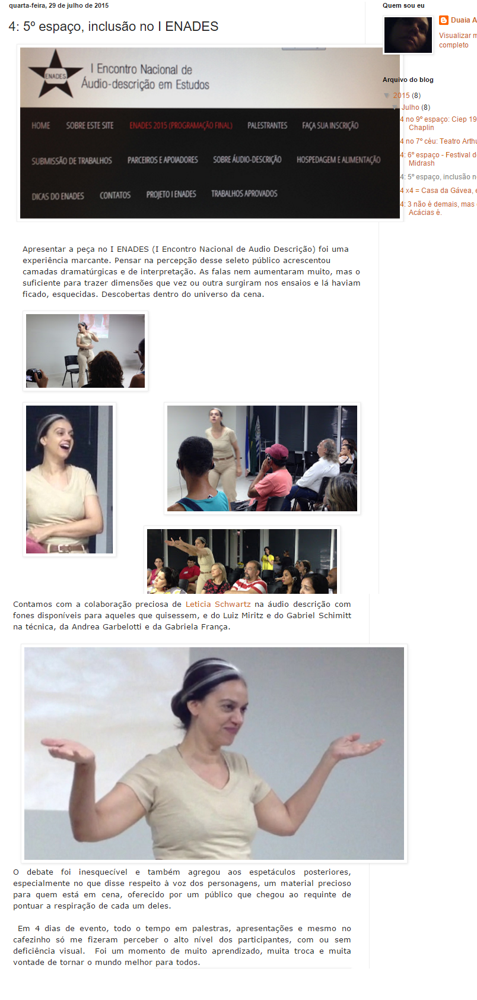 quarta-feira, 29 de julho de 2015
4: 5º espaço, inclusão no I ENADES
ENADES
I Encontro Nacional de
Áudio-descrição em Estudos
HOME SOBRE ESTE SITE ENADES 2015 (PROGRAMAÇÃO FINAL) PALESTRANTES FAÇA SUA INSCRIÇÃO
SUBMISSÃO DE TRABALHOS PARCEIROS E APOIADORES SOBRE ÁUDIO-DESCRIÇÃO HOSPEDAGEM E ALIMENTAÇÃO
DICAS DO ENADES CONTATOS PROJETO I ENADES TRABALHOS APROVADOS
Apresentar a peça no I ENADES (I Encontro Nacional de Audio Descrição) foi uma
experiência marcante. Pensar na percepção desse seleto público acrescentou
camadas dramatúrgicas e de interpretação. As falas nem aumentaram muito, mas o
suficiente para trazer dimensões que vez ou outra surgiram nos ensaios e lá haviam
ficado, esquecidas. Descobertas dentro do universo da cena.
Contamos com a colaboração preciosa de Leticia Schwartz na áudio descrição com
fones disponíveis para aqueles que quisessem, e do Luiz Miritz e do Gabriel Schimitt
na técnica, da Andrea Garbelotti e da Gabriela França.
O debate foi inesquecível e também agregou aos espetáculos posteriores,
especialmente no que disse respeito à voz dos personagens, um material precioso
para quem está em cena, oferecido por um público que chegou ao requinte de
pontuar a respiração de cada um deles.
Em 4 dias de evento, todo o tempo em palestras, apresentações e mesmo no
cafezinho só me fizeram perceber o alto nível dos participantes, com ou sem
deficiência visual. Foi um momento de muito aprendizado, muita troca e muita
vontade de tornar o mundo melhor para todos.
Quem sou eu
Duaia A
Visualizar m
completo
Arquivo do blog
2015 (8)
Julho (8)
4 no 9º espaço: Ciep 19
Chaplin
4 no 7º céu: Teatro Arthu
4: 6º espaço - Festival d
Midrash
4: 5º espaço, inclusão n
4 x4 = Casa da Gávea, e
4: 3 não é demais, mas
Acácias é.